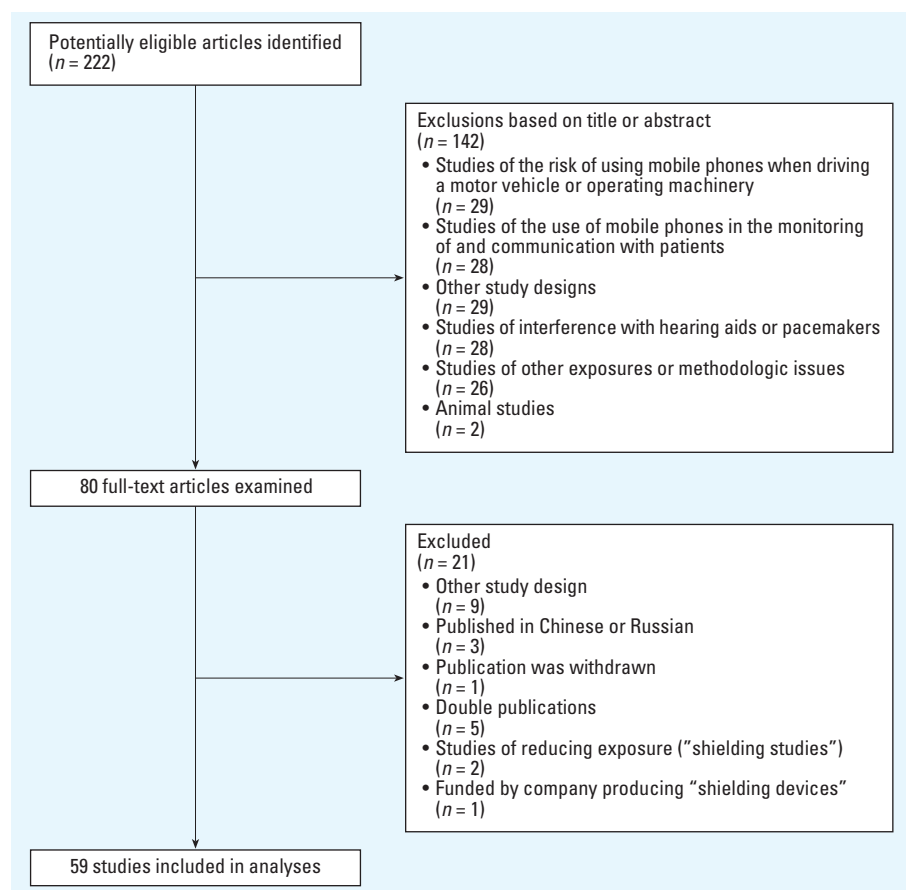 Potentially eligible articles identified
(n = 222)
Exclusions based on title or abstract
(n = 142)
• Studies of the risk of using mobile phones when driving
a motor vehicle or operating machinery
(n = 29)
• Studies of the use of mobile phones in the monitoring
of and communication with patients
(n = 28)
• Other study designs
(n = 29)
• Studies of interference with hearing aids or pacemakers
(n = 28)
• Studies of other exposures or methodologic issues
(n = 26)
• Animal studies
(n = 2)
80 full-text articles examined
Excluded
(n = 21)
• Other study design
(n = 9)
• Published in Chinese or Russian
(n = 3)
• Publication was withdrawn
(n = 1)
• Double publications
(n = 5)
• Studies of reducing exposure (”shielding studies”)
(n = 2)
• Funded by company producing “shielding devices”
(n = 1)
59 studies included in analyses